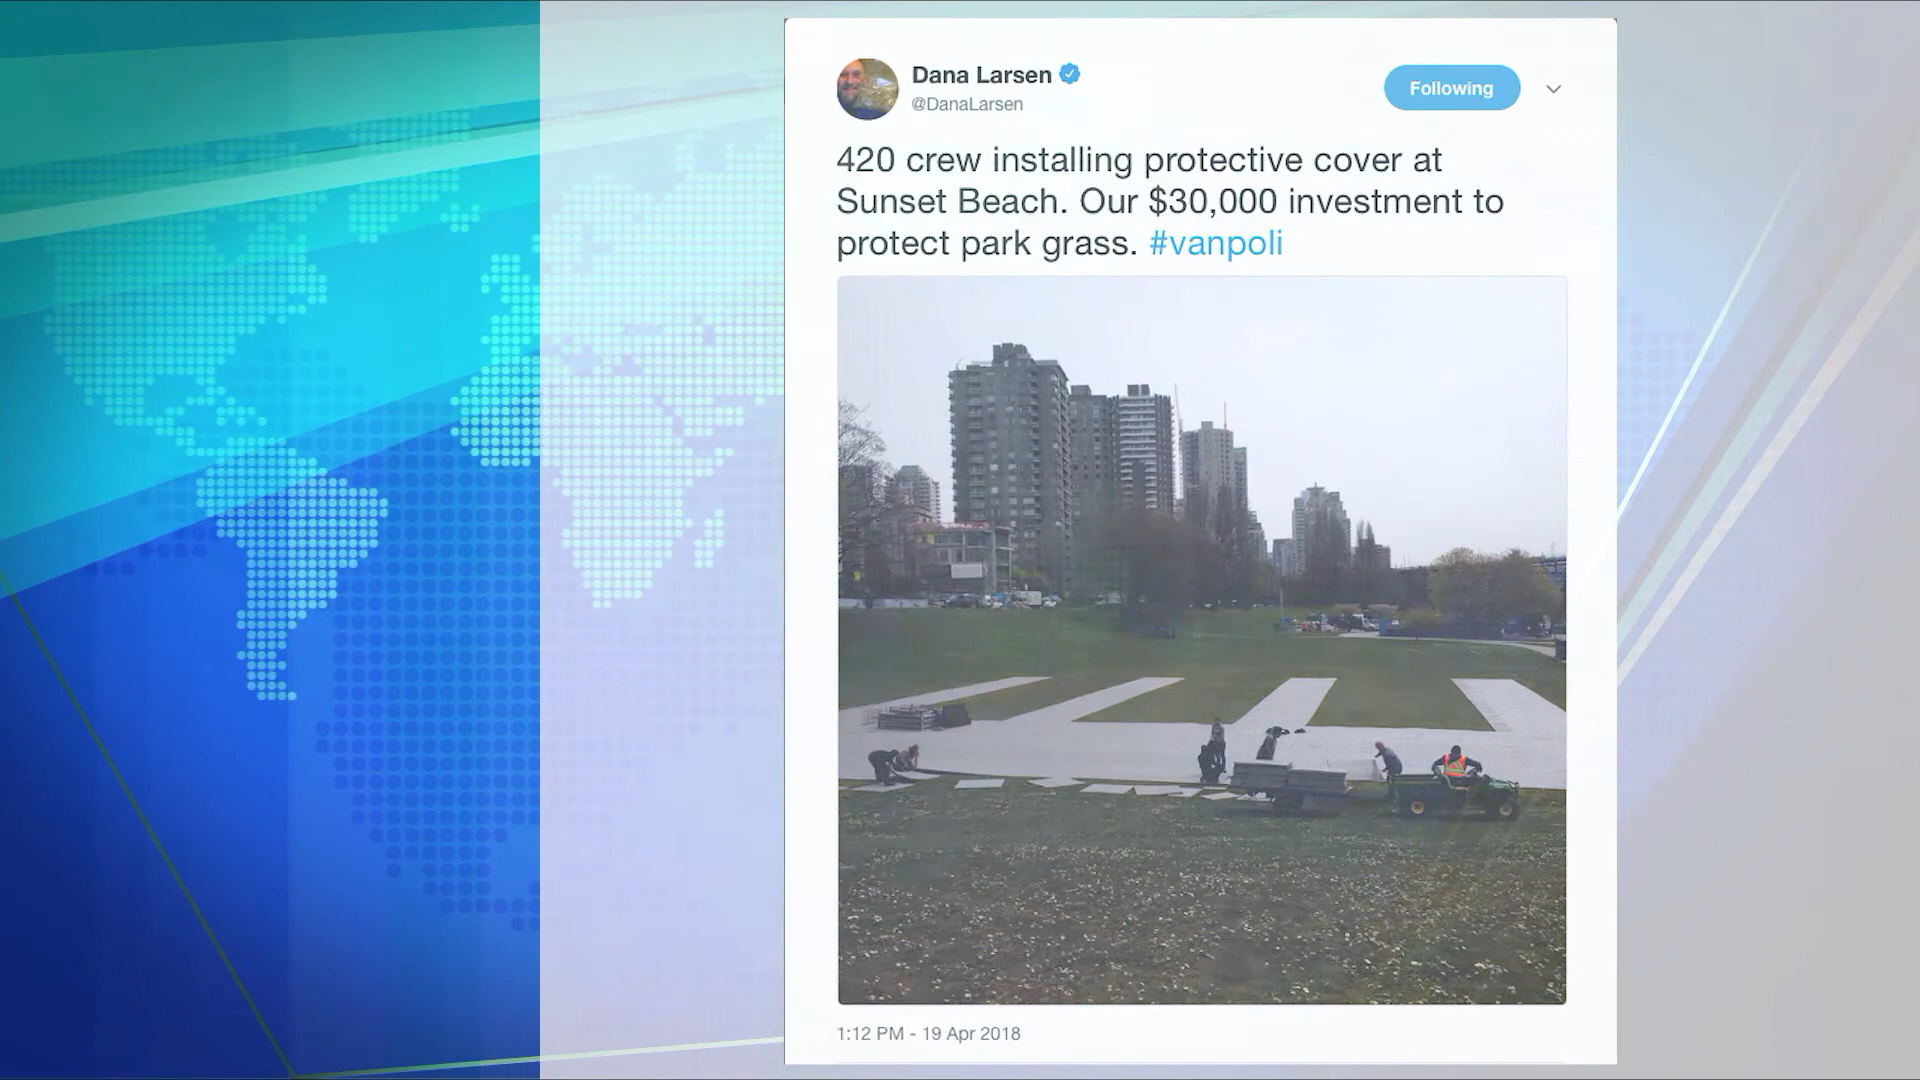 Dana Larsen
@DanaLarsen
Following
420 crew installing protective cover at
Sunset Beach. Our $30,000 investment to
protect park grass. #vanpoli
1:12 PM - 19 Apr 2018